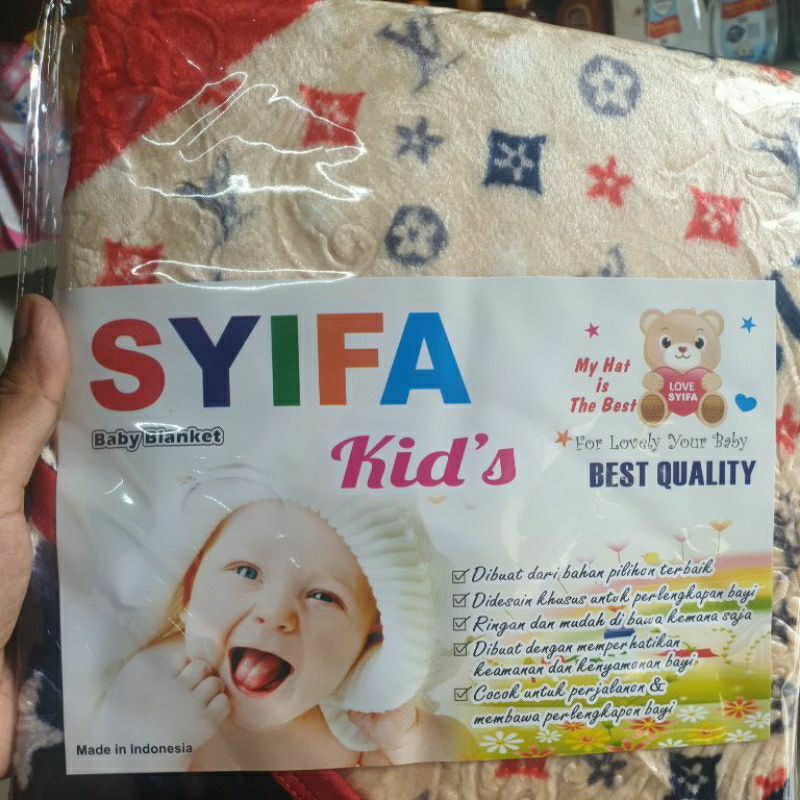 SYIFA
Baby Blanket
Kid's
My Hat
is
The Best
LOVE
SYIFA
For Lovely Your Baby
BEST QUALITY
Dibuat dari bahan pilihan terbaik
Didesain khusus untuk perlengkapan bayi
Ringan dan mudah di bawa kemana saja
Dibuat dengan memperhatikan
keamanan dan kenyamonan bayi
Cocok untuk perjalanan &
membawa perlengkapan bayi
Made in Indonesia